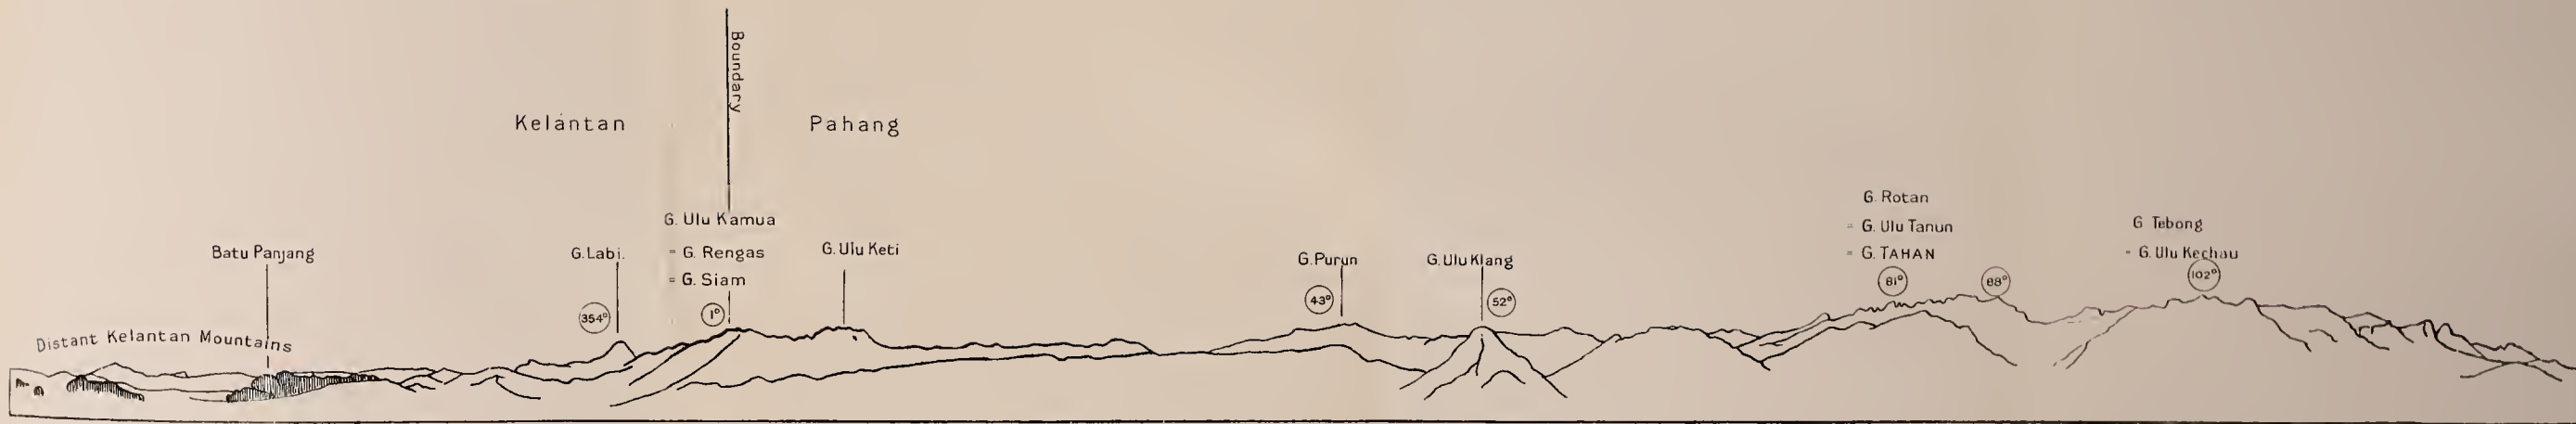 Boundary
Kelantan
Pahang
G. Ulu Kamua
= G. Rengas
= G. Siam
Batu Panjang
G. Labi.
G. Ulu Keti
G. Purun
G. Ulu Klang
G. Rotan
= G. Ulu Tanun
= G. TAHAN
G Tebong
= G. Ulu Kechau
354°
1°
43°
52°
81°
88°
102°
Distant Kelantan Mountains